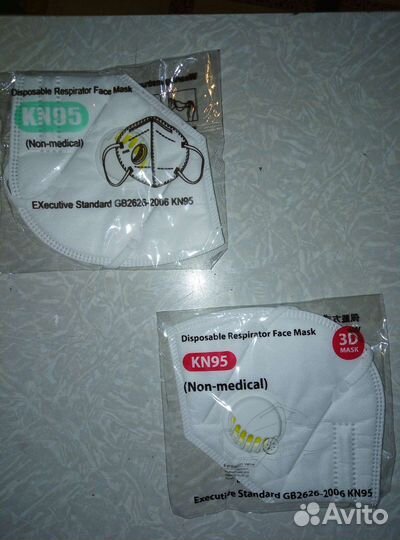 Disposable Respirator Face Mask
KN95
(Non-medical)
EXecutive Standard GB2626-2006 KN95
Disposable Respirator Face Mask
3D
MASK
KN95
(Non-medical)
Executive Standard GB2626-2006 KN95
Avito